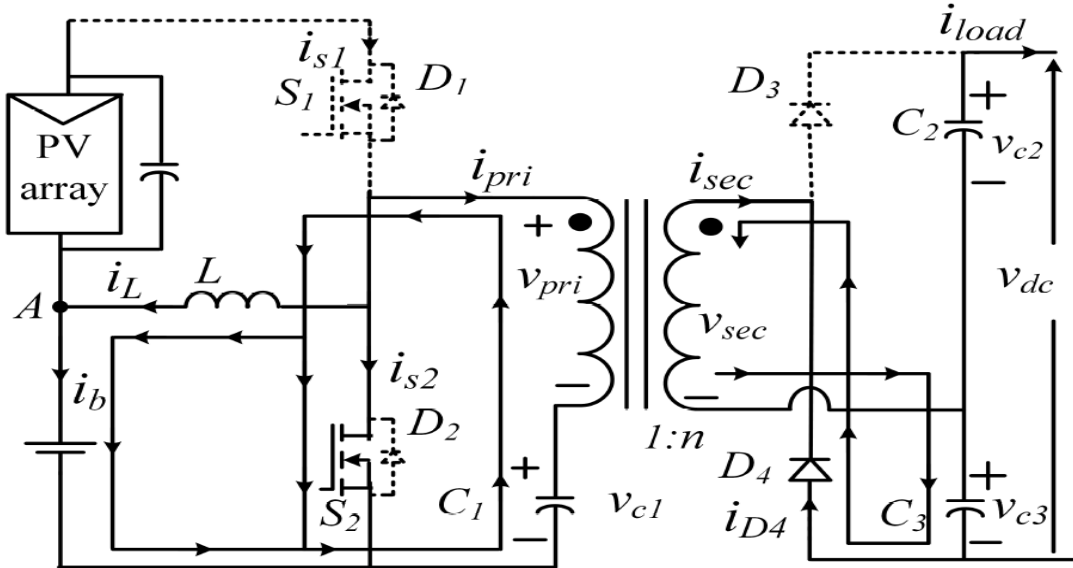 i_load
i_s1
D_1
S_1
D_3
+
C_2
v_c2
PV
array
i_pri
i_sec
−
+
i_L
L
A
v_pri
v_sec
v_dc
i_b
i_s2
−
−
D_2
1:n
+
+
S_2
C_1
v_c1
D_4
C_3
v_c3
−
i_D4
−